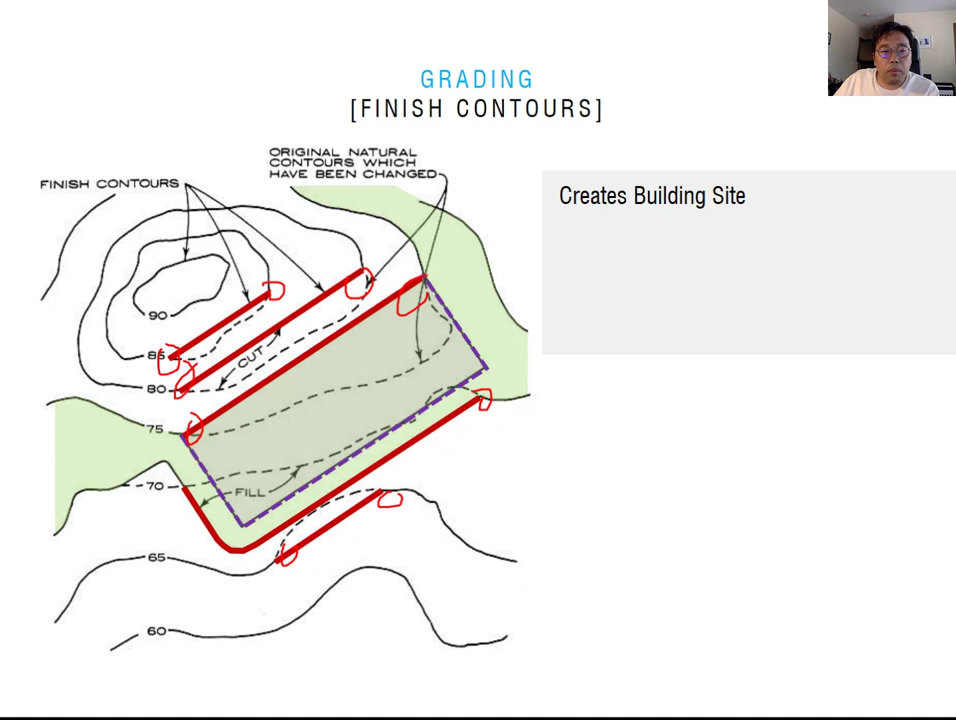 GRADING
[FINISH CONTOURS]
ORIGINAL NATURAL
CONTOURS WHICH
HAVE BEEN CHANGED
FINISH CONTOURS
Creates Building Site
90
85
CUT
80
75
70
FILL
65
60